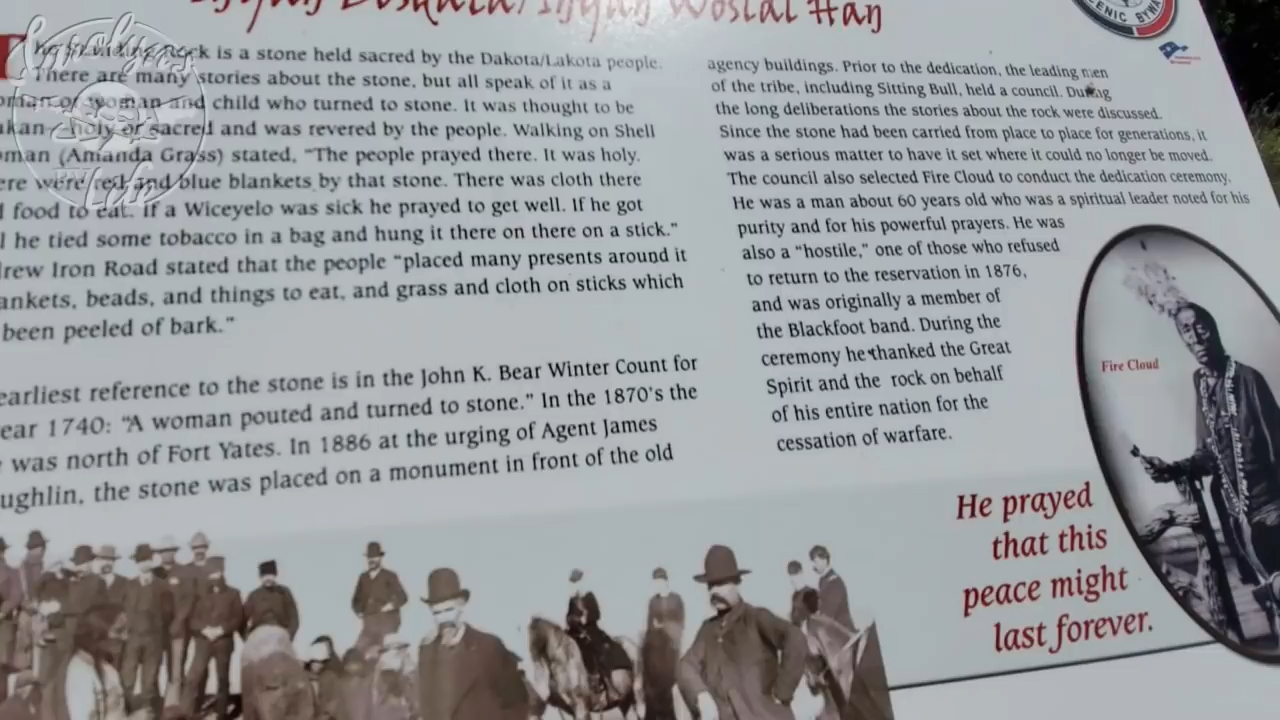 Inyan Bosdata/Inyan Woslal Han
The Standing Rock is a stone held sacred by the Dakota/Lakota people.
There are many stories about the stone, but all speak of it as a
or woman and child who turned to stone. It was thought to be
holy or sacred and was revered by the people. Walking on Shell
man (Amanda Grass) stated, "The people prayed there. It was holy.
ere were red and blue blankets by that stone. There was cloth there
food to eat. If a Wiceyelo was sick he prayed to get well. If he got
l he tied some tobacco in a bag and hung it there on there on a stick."
rew Iron Road stated that the people "placed many presents around it
ankets, beads, and things to eat, and grass and cloth on sticks which
been peeled of bark."
earliest reference to the stone is in the John K. Bear Winter Count for
ear 1740: "A woman pouted and turned to stone." In the 1870's the
was north of Fort Yates. In 1886 at the urging of Agent James
ughlin, the stone was placed on a monument in front of the old
agency buildings. Prior to the dedication, the leading men
of the tribe, including Sitting Bull, held a council. During
the long deliberations the stories about the rock were discussed.
Since the stone had been carried from place to place for generations, it
was a serious matter to have it set where it could no longer be moved.
The council also selected Fire Cloud to conduct the dedication ceremony.
He was a man about 60 years old who was a spiritual leader noted for his
purity and for his powerful prayers. He was
also a "hostile," one of those who refused
to return to the reservation in 1876,
and was originally a member of
the Blackfoot band. During the
ceremony he thanked the Great
Spirit and the rock on behalf
of his entire nation for the
cessation of warfare.
Fire Cloud
He prayed
that this
peace might
last forever.